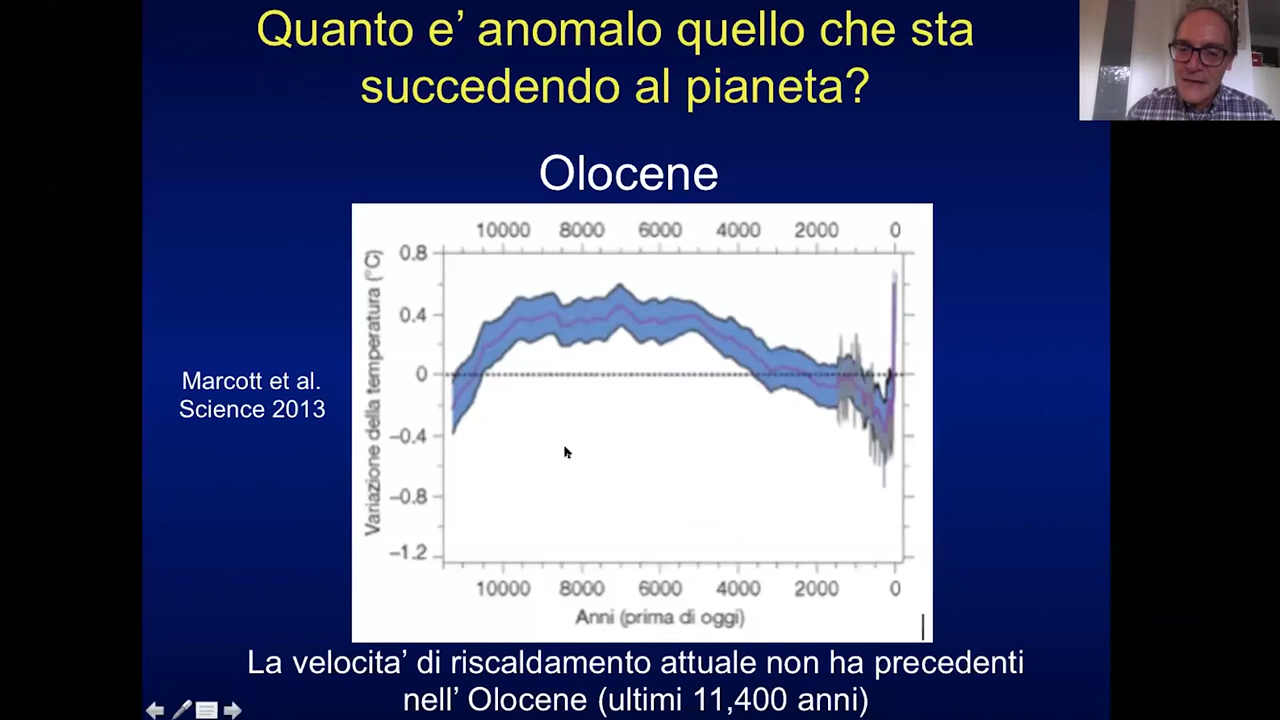 Quanto e’ anomalo quello che sta
succedendo al pianeta?
Olocene
10000 8000 6000 4000 2000 0
0.8
0.4
0
−0.4
−0.8
−1.2
Variazione della temperatura (°C)
10000 8000 6000 4000 2000 0
Anni (prima di oggi)
Marcott et al.
Science 2013
La velocita’ di riscaldamento attuale non ha precedenti
nell’ Olocene (ultimi 11,400 anni)